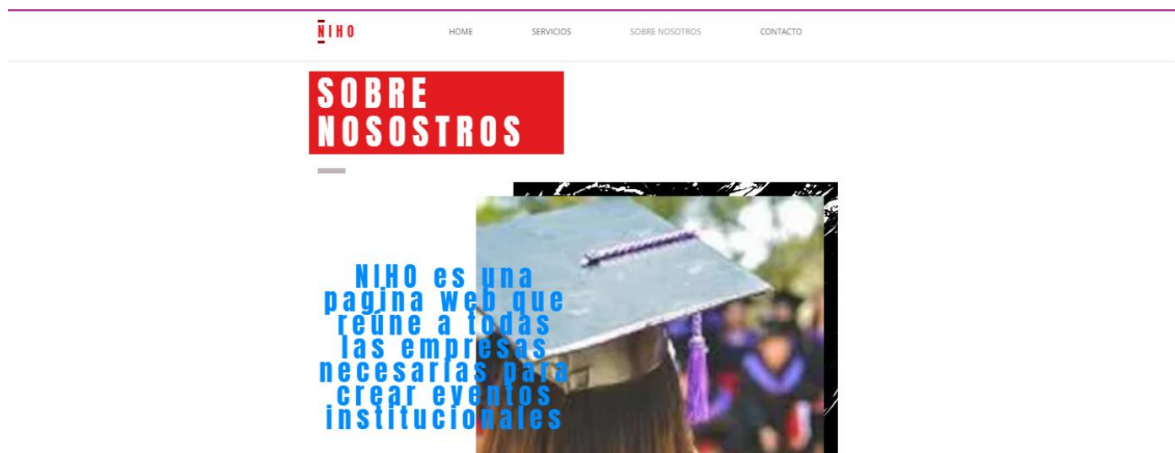 NIHO
HOME
SERVICIOS
SOBRE NOSOTROS
CONTACTO
SOBRE
NOSOSTROS
NIHO es una
pagina web que
reúne a todas
las empresas
necesarias para
crear eventos
institucionales